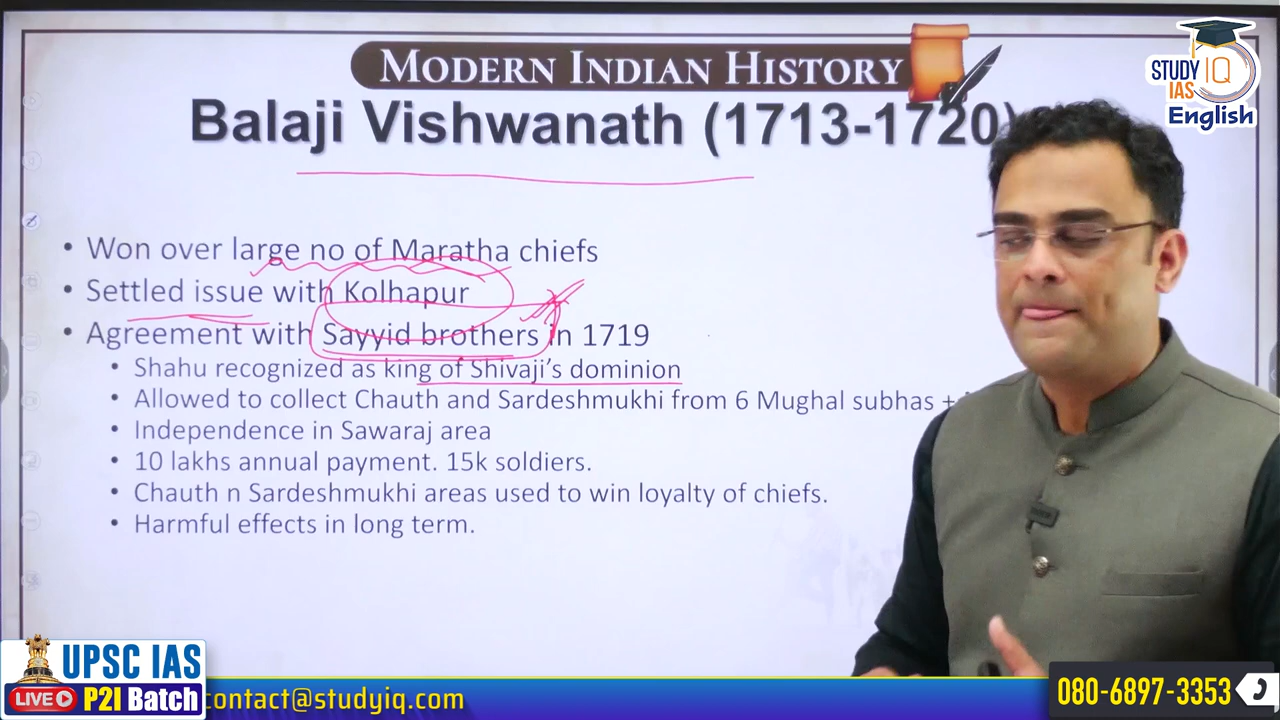 MODERN INDIAN HISTORY
STUDY IQ
IAS
English
Balaji Vishwanath (1713-1720)
• Won over large no of Maratha chiefs
• Settled issue with Kolhapur
• Agreement with Sayyid brothers in 1719
• Shahu recognized as king of Shivaji's dominion
• Allowed to collect Chauth and Sardeshmukhi from 6 Mughal subhas +
• Independence in Sawaraj area
• 10 lakhs annual payment. 15k soldiers.
• Chauth n Sardeshmukhi areas used to win loyalty of chiefs.
• Harmful effects in long term.
UPSC IAS
LIVE P2I Batch
contact@studyiq.com
080-6897-3353